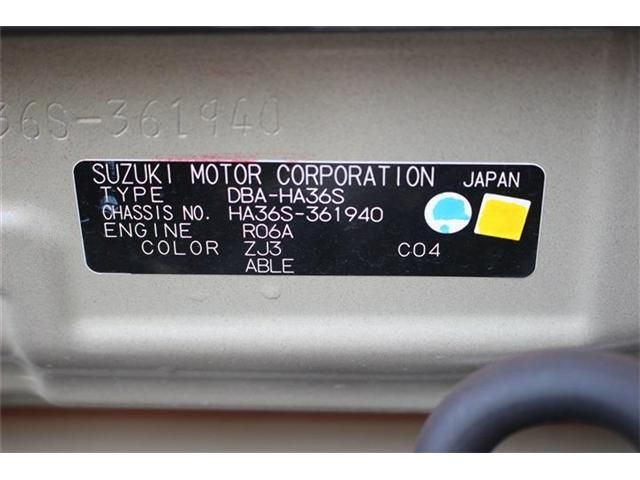 36S-361940
SUZUKI MOTOR CORPORATION JAPAN
TYPE DBA-HA36S
CHASSIS NO. HA36S-361940
ENGINE R06A
COLOR ZJ3 C04
ABLE